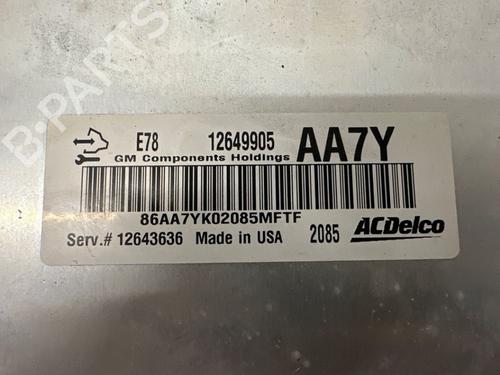 B-PARTS
E78 12649905 AA7Y
GM Components Holdings
86AA7YK02085MFTF
Serv.# 12643636 Made in USA 2085 ACDelco